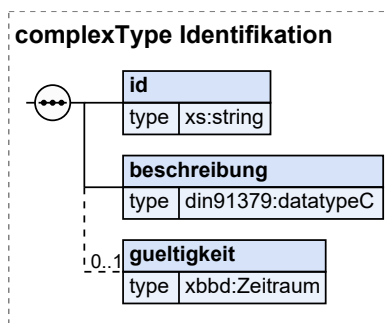 complexType Identifikation
id
type xs:string
beschreibung
type din91379:datatypeC
0..1 gueltigkeit
type xbbd:Zeitraum